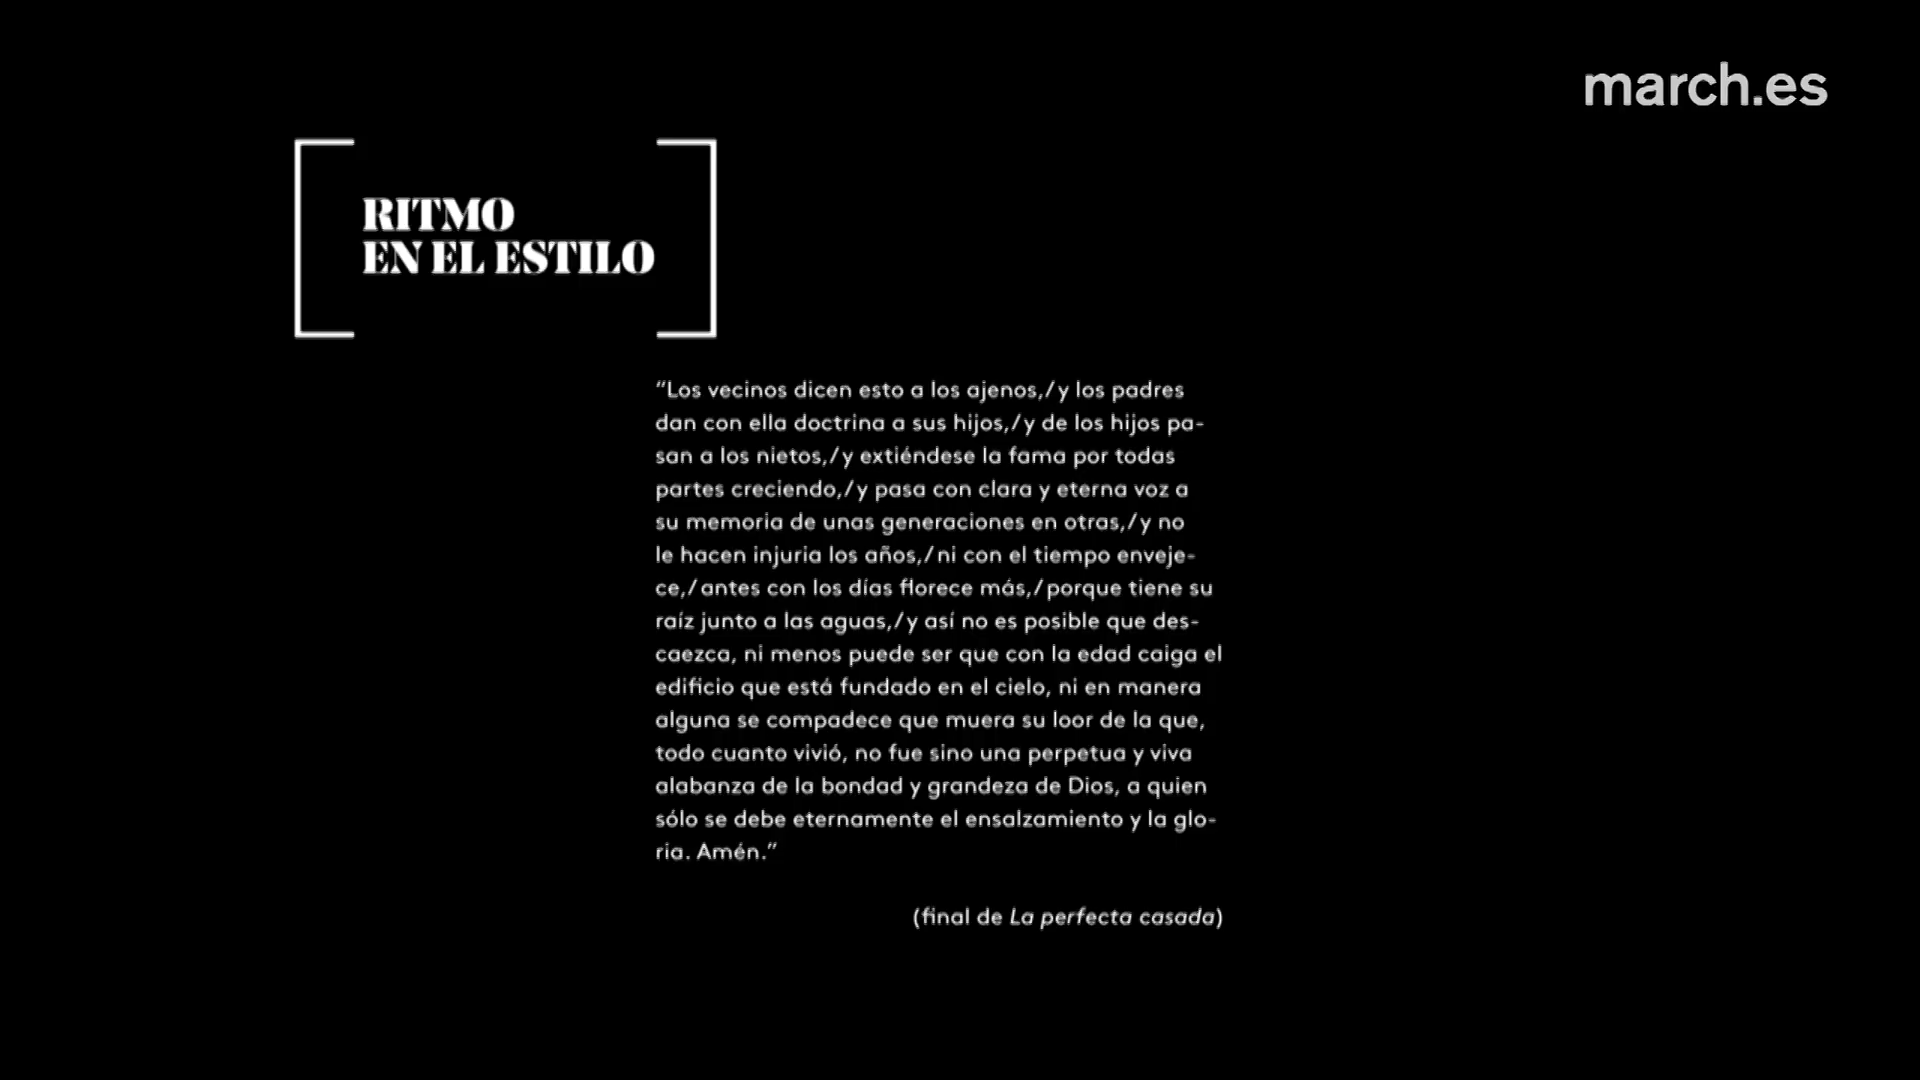 march.es
RITMO
EN EL ESTILO
“Los vecinos dicen esto a los ajenos,/y los padres
dan con ella doctrina a sus hijos,/y de los hijos pa-
san a los nietos,/y extiéndese la fama por todas
partes creciendo,/y pasa con clara y eterna voz a
su memoria de unas generaciones en otras,/y no
le hacen injuria los años,/ni con el tiempo enveje-
ce,/antes con los días florece más,/porque tiene su
raíz junto a las aguas,/y así no es posible que des-
caezca, ni menos puede ser que con la edad caiga el
edificio que está fundado en el cielo, ni en manera
alguna se compadece que muera su loor de la que,
todo cuanto vivió, no fue sino una perpetua y viva
alabanza de la bondad y grandeza de Dios, a quien
sólo se debe eternamente el ensalzamiento y la glo-
ria. Amén.”
(final de La perfecta casada)